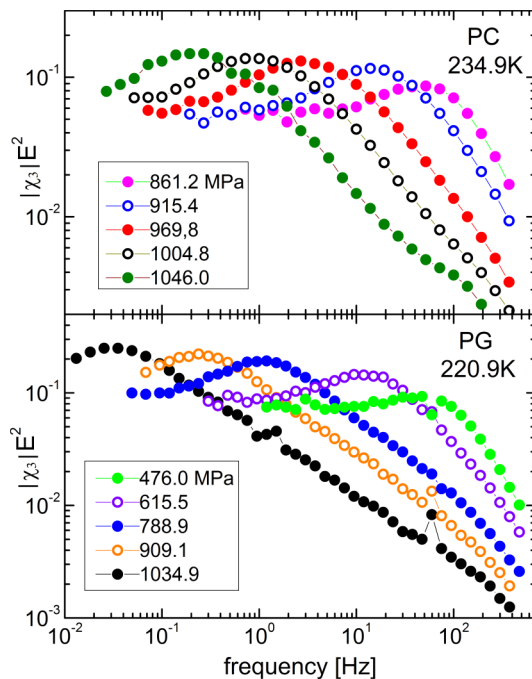 PC
234.9K
10⁻¹
|χ₃|E²
10⁻²
861.2 MPa
915.4
969,8
1004.8
1046.0
PG
220.9K
10⁻¹
|χ₃|E²
10⁻²
476.0 MPa
615.5
788.9
909.1
1034.9
10⁻³
10⁻² 10⁻¹ 10⁰ 10¹ 10²
frequency [Hz]